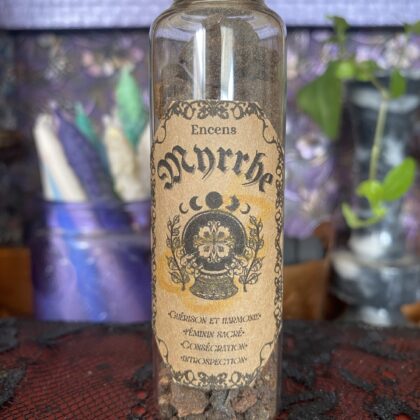 Encens
Myrrhe
•Guérison et harmonie•
•Féminin sacré•
•Consécration•
•Introspection•